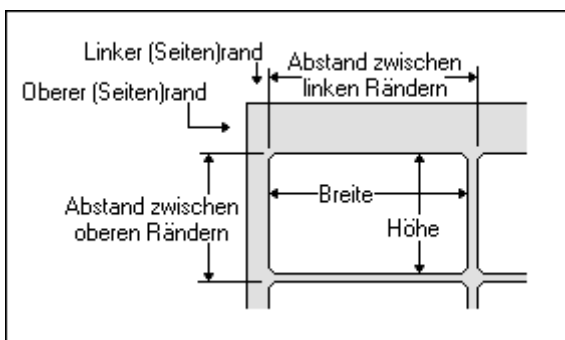 Linker (Seiten)rand
Abstand zwischen
linken Rändern
Oberer (Seiten)rand
Breite
Abstand zwischen
oberen Rändern
Höhe